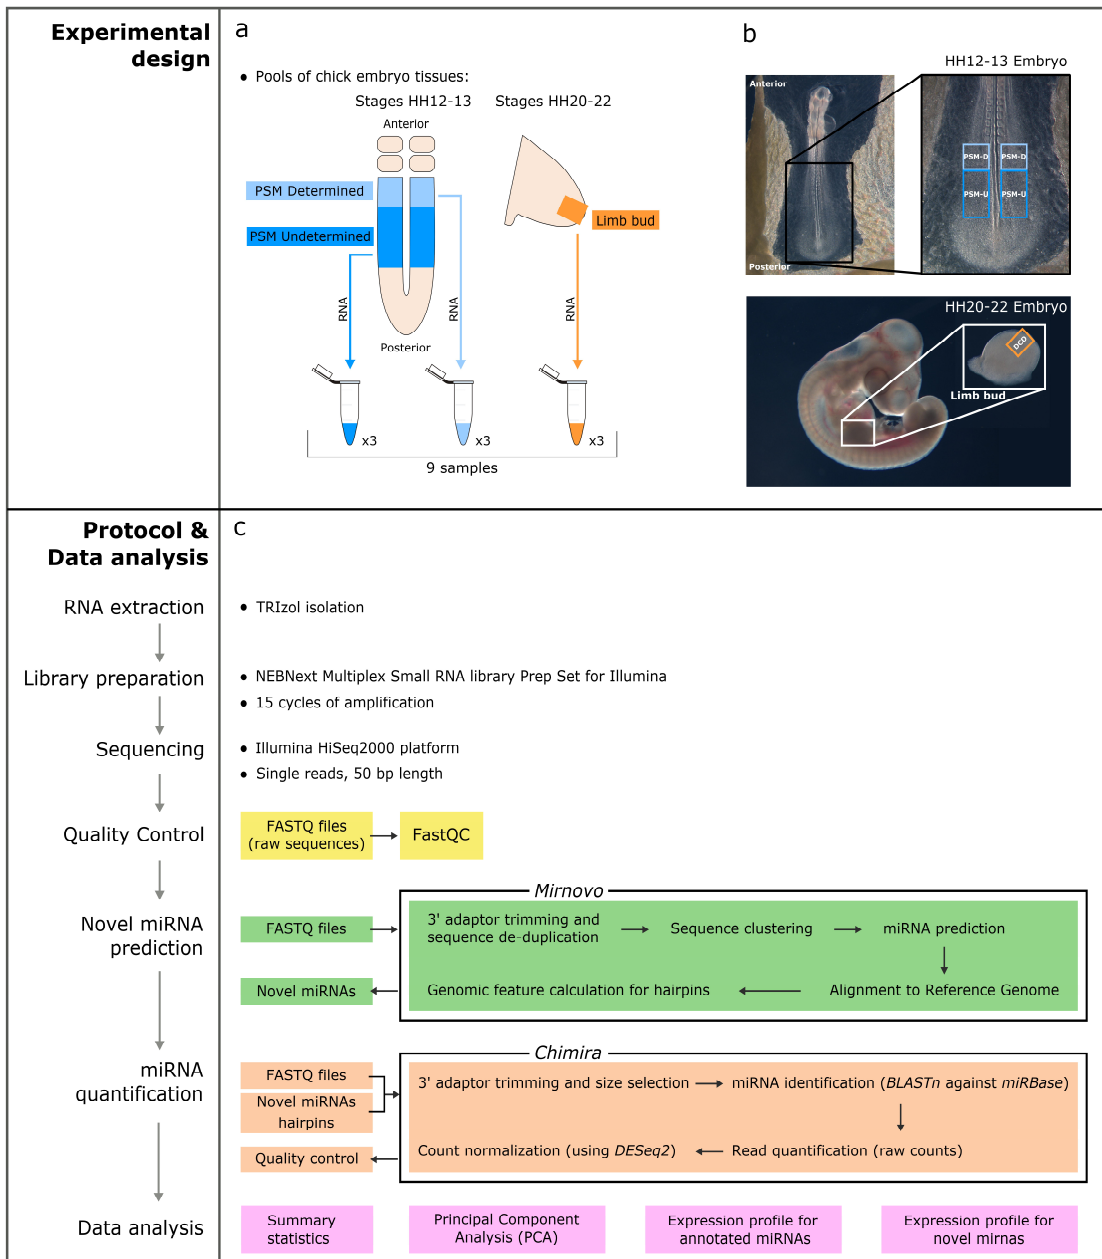 Experimental
design
a
• Pools of chick embryo tissues:
Stages HH12-13
Stages HH20-22
Anterior
PSM Determined
PSM Undetermined
Limb bud
RNA
RNA
RNA
Posterior
x3
x3
x3
9 samples
b
HH12-13 Embryo
Anterior
Posterior
PSM-D
PSM-D
PSM-U
PSM-U
HH20-22 Embryo
DCD
Limb bud
Protocol &
Data analysis
c
RNA extraction
• TRIzol isolation
Library preparation
• NEBNext Multiplex Small RNA library Prep Set for Illumina
• 15 cycles of amplification
Sequencing
• Illumina HiSeq2000 platform
• Single reads, 50 bp length
Quality Control
FASTQ files
(raw sequences)
FastQC
Novel miRNA
prediction
Mirnovo
FASTQ files
3' adaptor trimming and
sequence de-duplication
Sequence clustering
miRNA prediction
Novel miRNAs
Genomic feature calculation for hairpins
Alignment to Reference Genome
miRNA
quantification
Chimira
FASTQ files
Novel miRNAs
hairpins
3' adaptor trimming and size selection
miRNA identification (BLASTn against miRBase)
Quality control
Count normalization (using DESeq2)
Read quantification (raw counts)
Data analysis
Summary
statistics
Principal Component
Analysis (PCA)
Expression profile for
annotated miRNAs
Expression profile for
novel mirnas